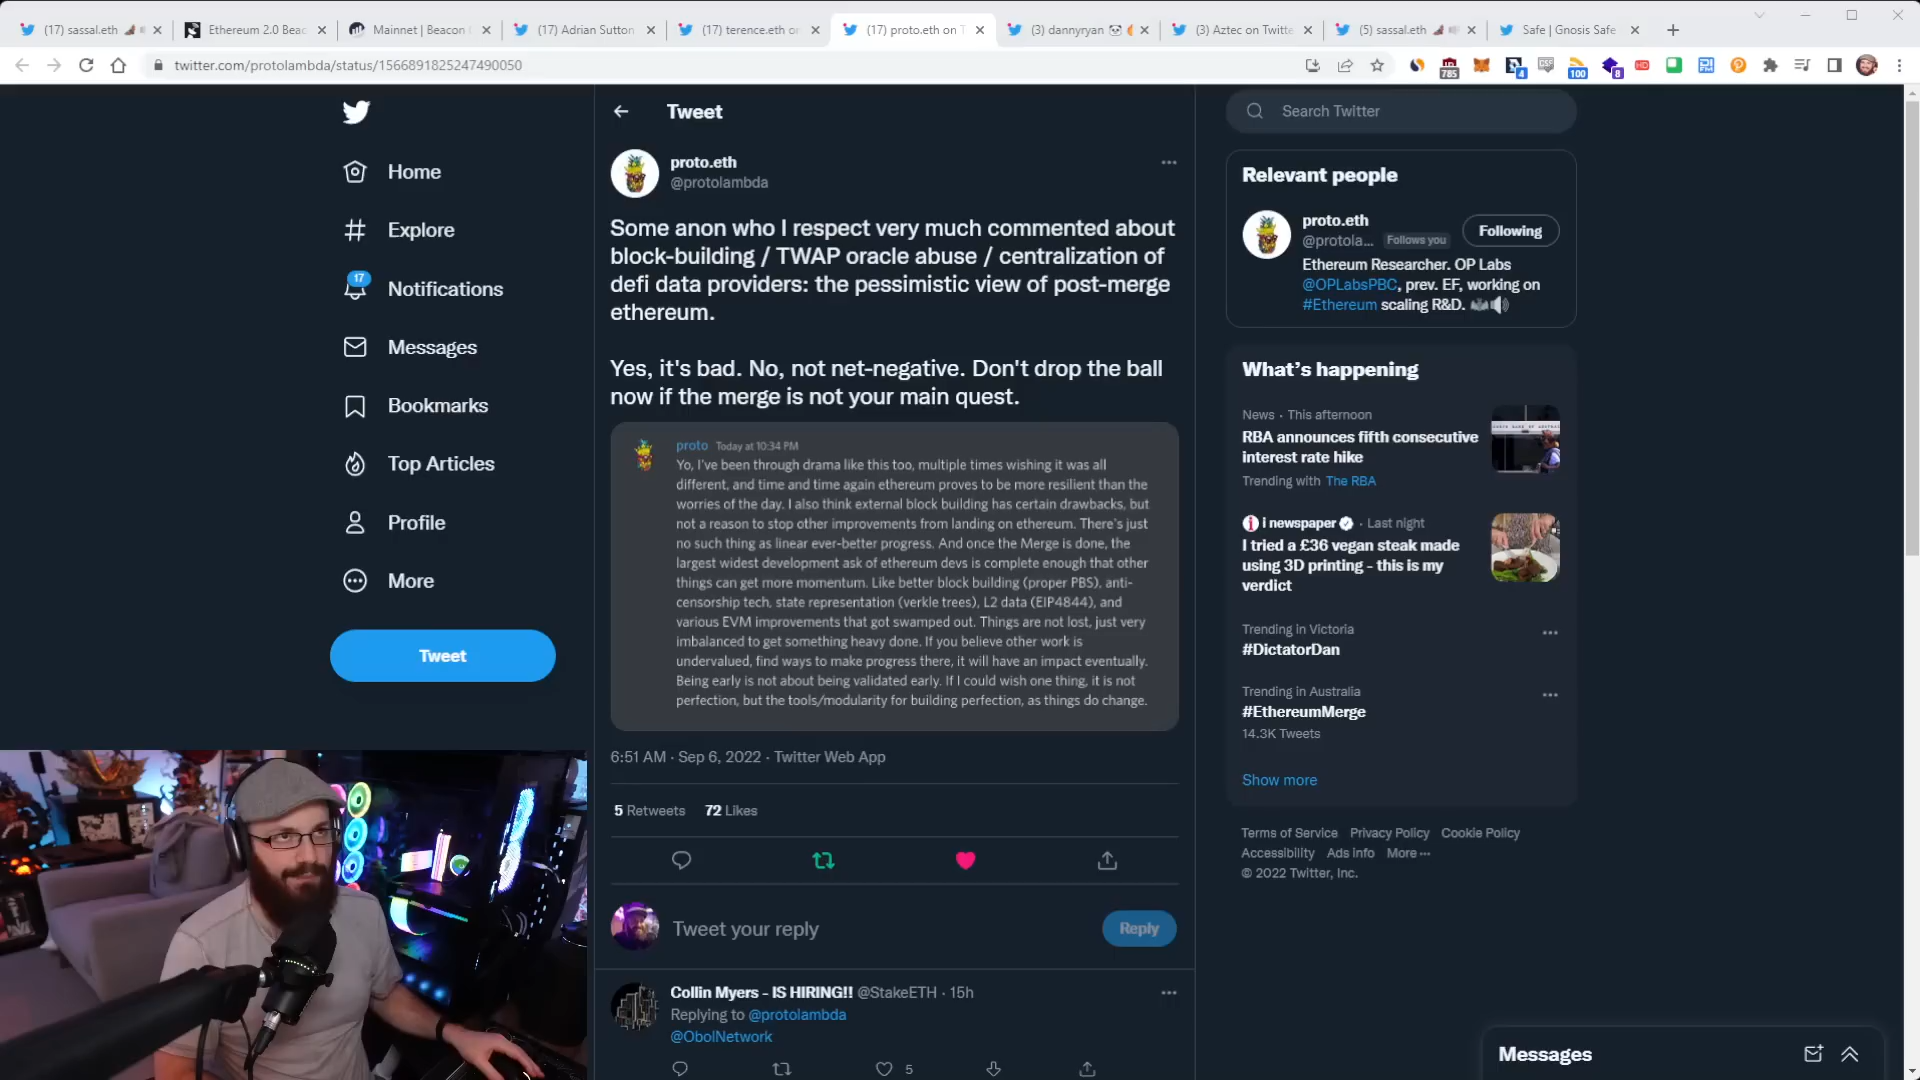 (17) sassal.eth
Ethereum 2.0 Beac
Mainnet | Beacon
(17) Adrian Sutton
(17) terence.eth on
(17) proto.eth on T
(3) dannyryan
(3) Aztec on Twitte
(5) sassal.eth
Safe | Gnosis Safe
twitter.com/protolambda/status/1566891825247490050
785
4
100
8
HD
Home
Explore
17
Notifications
Messages
Bookmarks
Top Articles
Profile
More
Tweet
Tweet
proto.eth
@protolambda
Some anon who I respect very much commented about
block-building / TWAP oracle abuse / centralization of
defi data providers: the pessimistic view of post-merge
ethereum.
Yes, it's bad. No, not net-negative. Don't drop the ball
now if the merge is not your main quest.
proto Today at 10:34 PM
Yo, I've been through drama like this too, multiple times wishing it was all
different, and time and time again ethereum proves to be more resilient than the
worries of the day. I also think external block building has certain drawbacks, but
not a reason to stop other improvements from landing on ethereum. There's just
no such thing as linear ever-better progress. And once the Merge is done, the
largest widest development ask of ethereum devs is complete enough that other
things can get more momentum. Like better block building (proper PBS), anti-
censorship tech, state representation (verkle trees), L2 data (EIP4844), and
various EVM improvements that got swamped out. Things are not lost, just very
imbalanced to get something heavy done. If you believe other work is
undervalued, find ways to make progress there, it will have an impact eventually.
Being early is not about being validated early. If I could wish one thing, it is not
perfection, but the tools/modularity for building perfection, as things do change.
6:51 AM · Sep 6, 2022 · Twitter Web App
5 Retweets 72 Likes
Tweet your reply
Reply
Collin Myers - IS HIRING!! @StakeETH · 15h
Replying to @protolambda
@ObolNetwork
5
Search Twitter
Relevant people
proto.eth
@protola... Follows you
Following
Ethereum Researcher. OP Labs
@OPLabsPBC, prev. EF, working on
#Ethereum scaling R&D.
What's happening
News · This afternoon
RBA announces fifth consecutive
interest rate hike
Trending with The RBA
i newspaper · Last night
I tried a £36 vegan steak made
using 3D printing - this is my
verdict
Trending in Victoria
#DictatorDan
Trending in Australia
#EthereumMerge
14.3K Tweets
Show more
Terms of Service Privacy Policy Cookie Policy
Accessibility Ads info More
© 2022 Twitter, Inc.
Messages